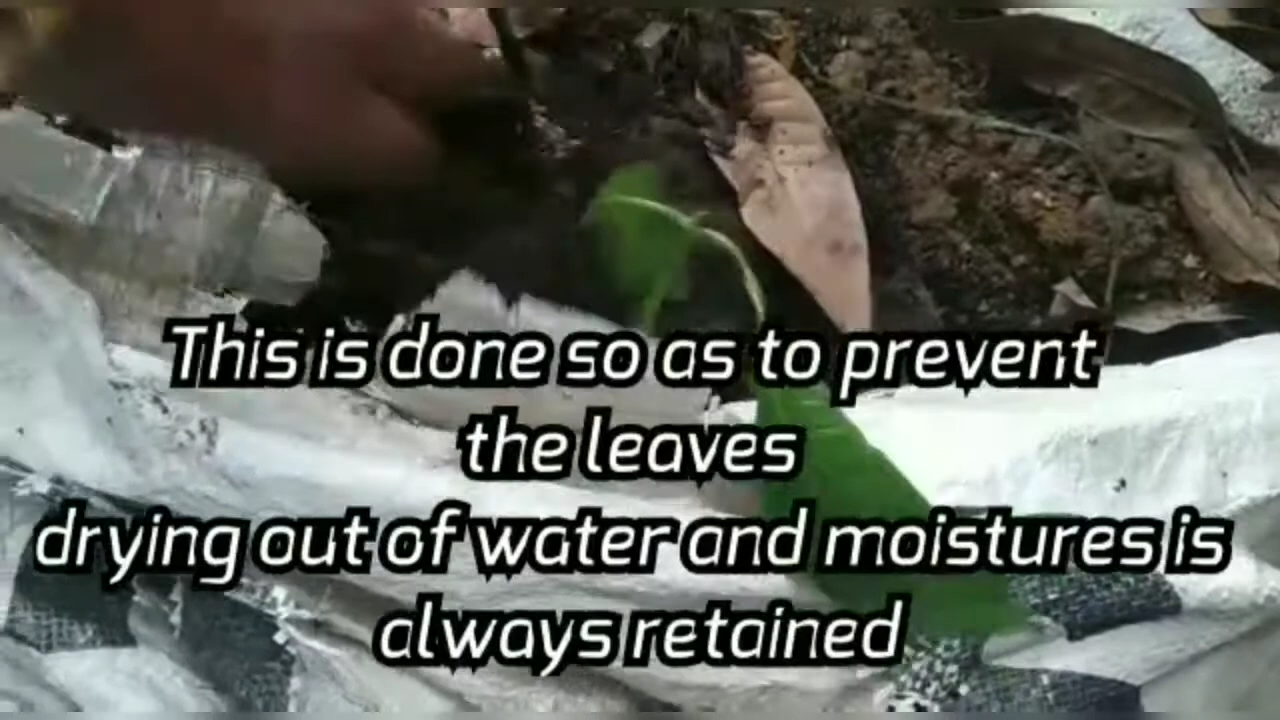 This is done so as to prevent
the leaves
drying out of water and moistures is
always retained